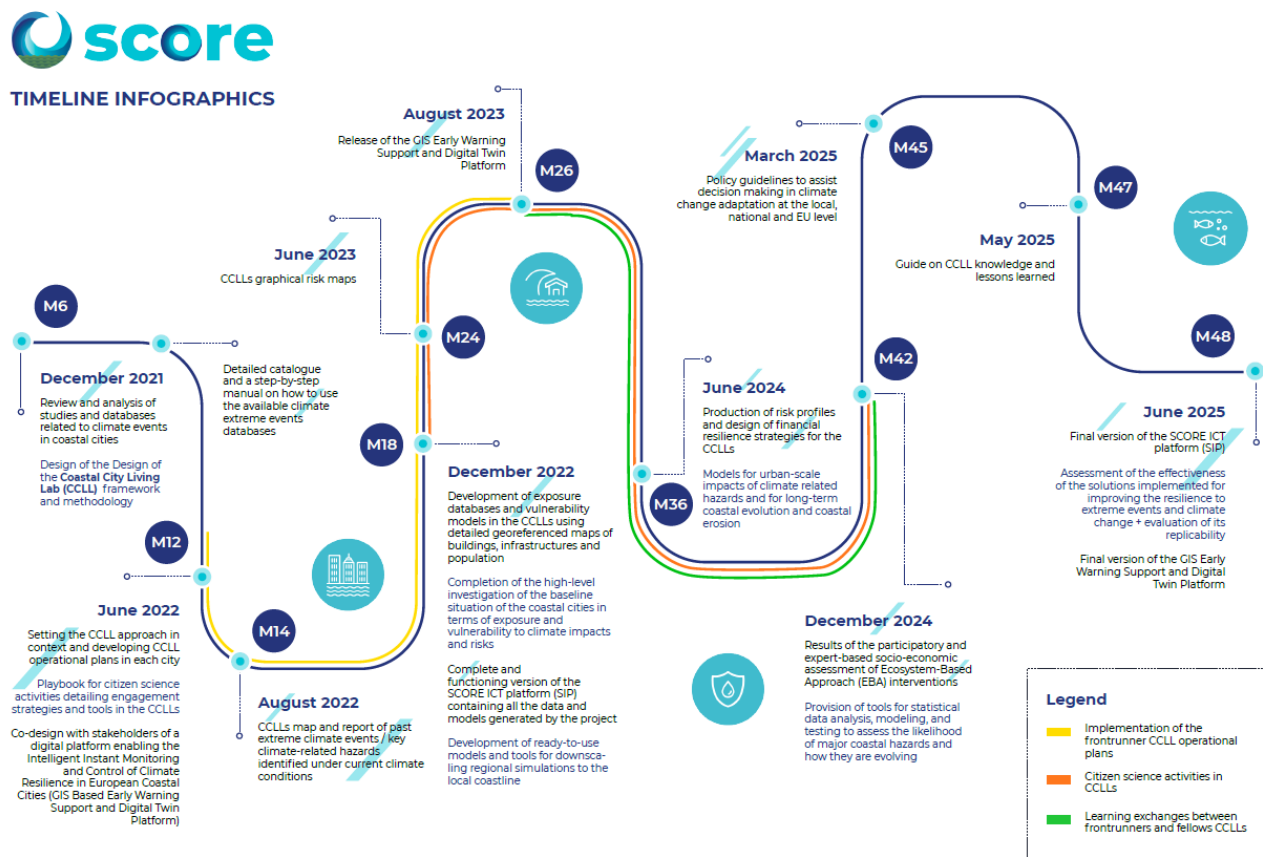 score
TIMELINE INFOGRAPHICS
M6
December 2021
Review and analysis of
studies and databases
related to climate events
in coastal cities
Design of the Design of
the Coastal City Living
Lab (CCLL) framework
and methodology
Detailed catalogue
and a step-by-step
manual on how to use
the available climate
extreme events
databases
M12
June 2022
Setting the CCLL approach in
context and developing CCLL
operational plans in each city
Playbook for citizen science
activities detailing engagement
strategies and tools in the CCLLs
Co-design with stakeholders of a
digital platform enabling the
Intelligent Instant Monitoring
and Control of Climate
Resilience in European Coastal
Cities (GIS Based Early Warning
Support and Digital Twin
Platform)
M14
August 2022
CCLLs map and report of past
extreme climate events / key
climate-related hazards
identified under current climate
conditions
M18
December 2022
Development of exposure
databases and vulnerability
models in the CCLLs using
detailed georeferenced maps of
buildings, infrastructures and
population
Completion of the high-level
investigation of the baseline
situation of the coastal cities in
terms of exposure and
vulnerability to climate impacts
and risks
Complete and
functioning version of the
SCORE ICT platform (SIP)
containing all the data and
models generated by the project
Development of ready-to-use
models and tools for downsca-
ling regional simulations to the
local coastline
M24
June 2023
CCLLs graphical risk maps
M26
August 2023
Release of the GIS Early Warning
Support and Digital Twin
Platform
M36
June 2024
Production of risk profiles
and design of financial
resilience strategies for the
CCLLs
Models for urban-scale
impacts of climate related
hazards and for long-term
coastal evolution and coastal
erosion
M42
December 2024
Results of the participatory and
expert-based socio-economic
assessment of Ecosystem-Based
Approach (EBA) interventions
Provision of tools for statistical
data analysis, modeling, and
testing to assess the likelihood
of major coastal hazards and
how they are evolving
M45
March 2025
Policy guidelines to assist
decision making in climate
change adaptation at the local,
national and EU level
M47
May 2025
Guide on CCLL knowledge and
lessons learned
M48
June 2025
Final version of the SCORE ICT
platform (SIP)
Assessment of the effectiveness
of the solutions implemented for
improving the resilience to
extreme events and climate
change + evaluation of its
replicability
Final version of the GIS Early
Warning Support and Digital
Twin Platform
Legend
Implementation of the
frontrunner CCLL operational
plans
Citizen science activities in
CCLLs
Learning exchanges between
frontrunners and fellows CCLLs